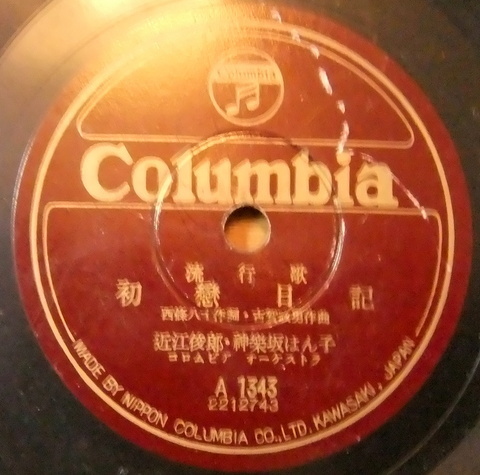 Columbia
Columbia
流行歌
初戀日記
西條八十作詞・古賀政男作曲
近江俊郎・神樂坂はん子
コロムビア オーケストラ
A 1343
2212743
MADE BY NIPPON COLUMBIA CO., LTD. KAWASAKI, JAPAN